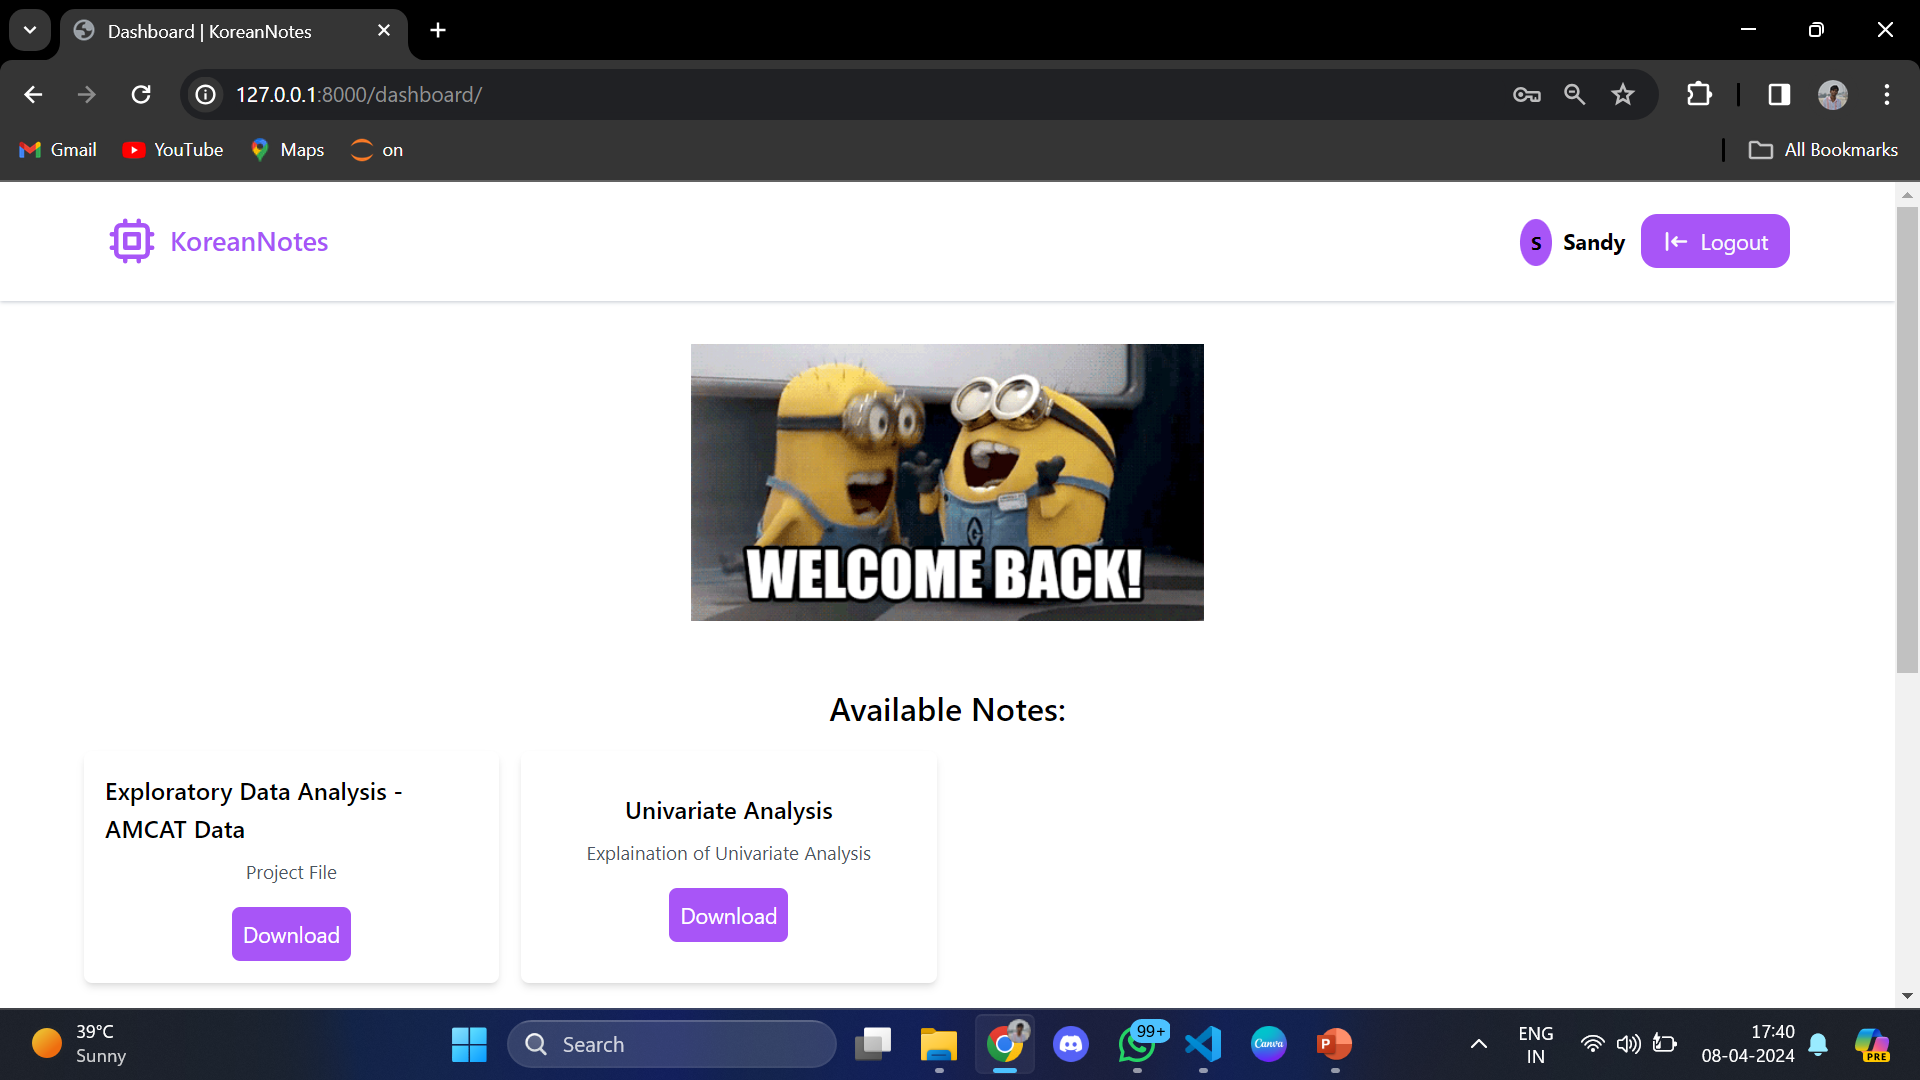 Dashboard | KoreanNotes
127.0.0.1:8000/dashboard/
Gmail
YouTube
Maps
on
All Bookmarks
KoreanNotes
S
Sandy
Logout
WELCOME BACK!
Available Notes:
Exploratory Data Analysis -
AMCAT Data
Project File
Download
Univariate Analysis
Explaination of Univariate Analysis
Download
39°C
Sunny
Search
99+
Canva
P
ENG
IN
17:40
08-04-2024
PRE